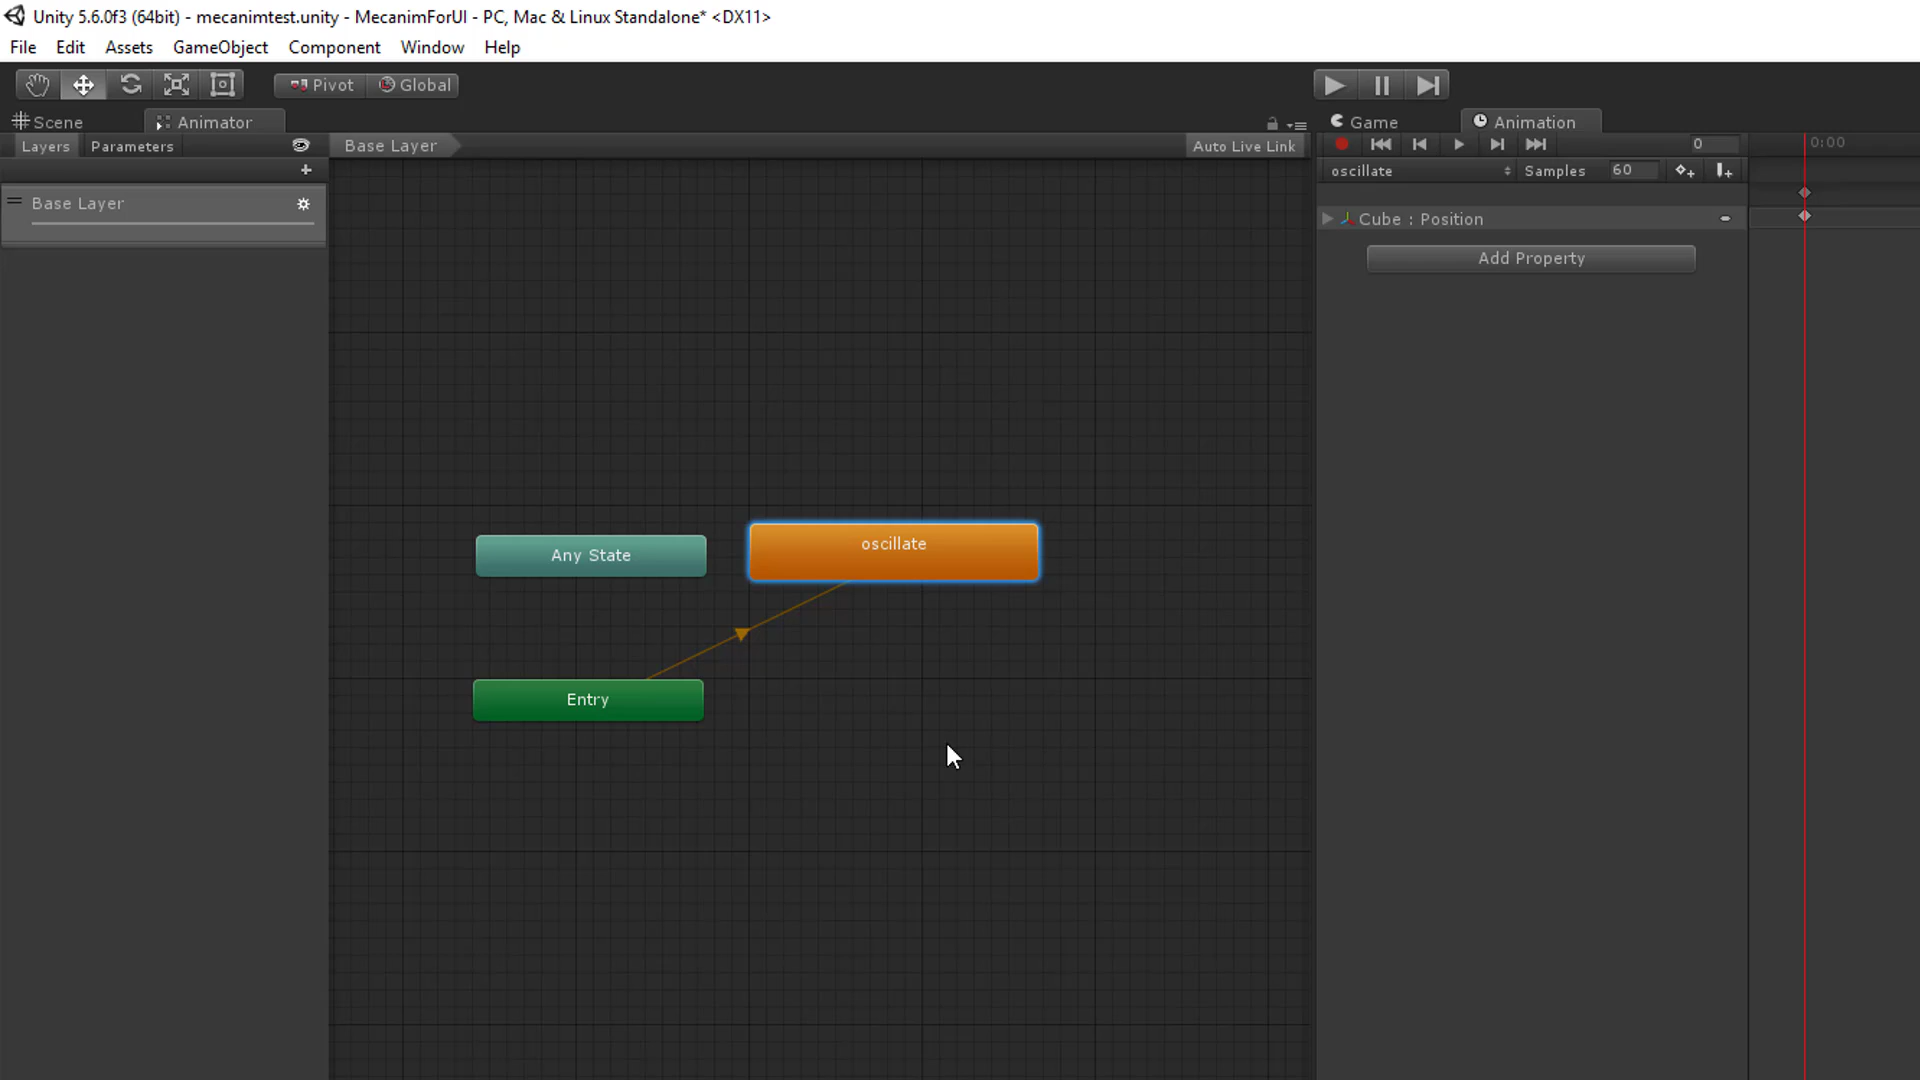 Unity 5.6.0f3 (64bit) - mecanimtest.unity - MecanimForUI - PC, Mac & Linux Standalone* <DX11>
File Edit Assets GameObject Component Window Help
Pivot Global
Scene Animator Game Animation
Layers Parameters Base Layer Auto Live Link 0 0:00
oscillate Samples 60
Base Layer
Cube : Position
Add Property
oscillate
Any State
Entry